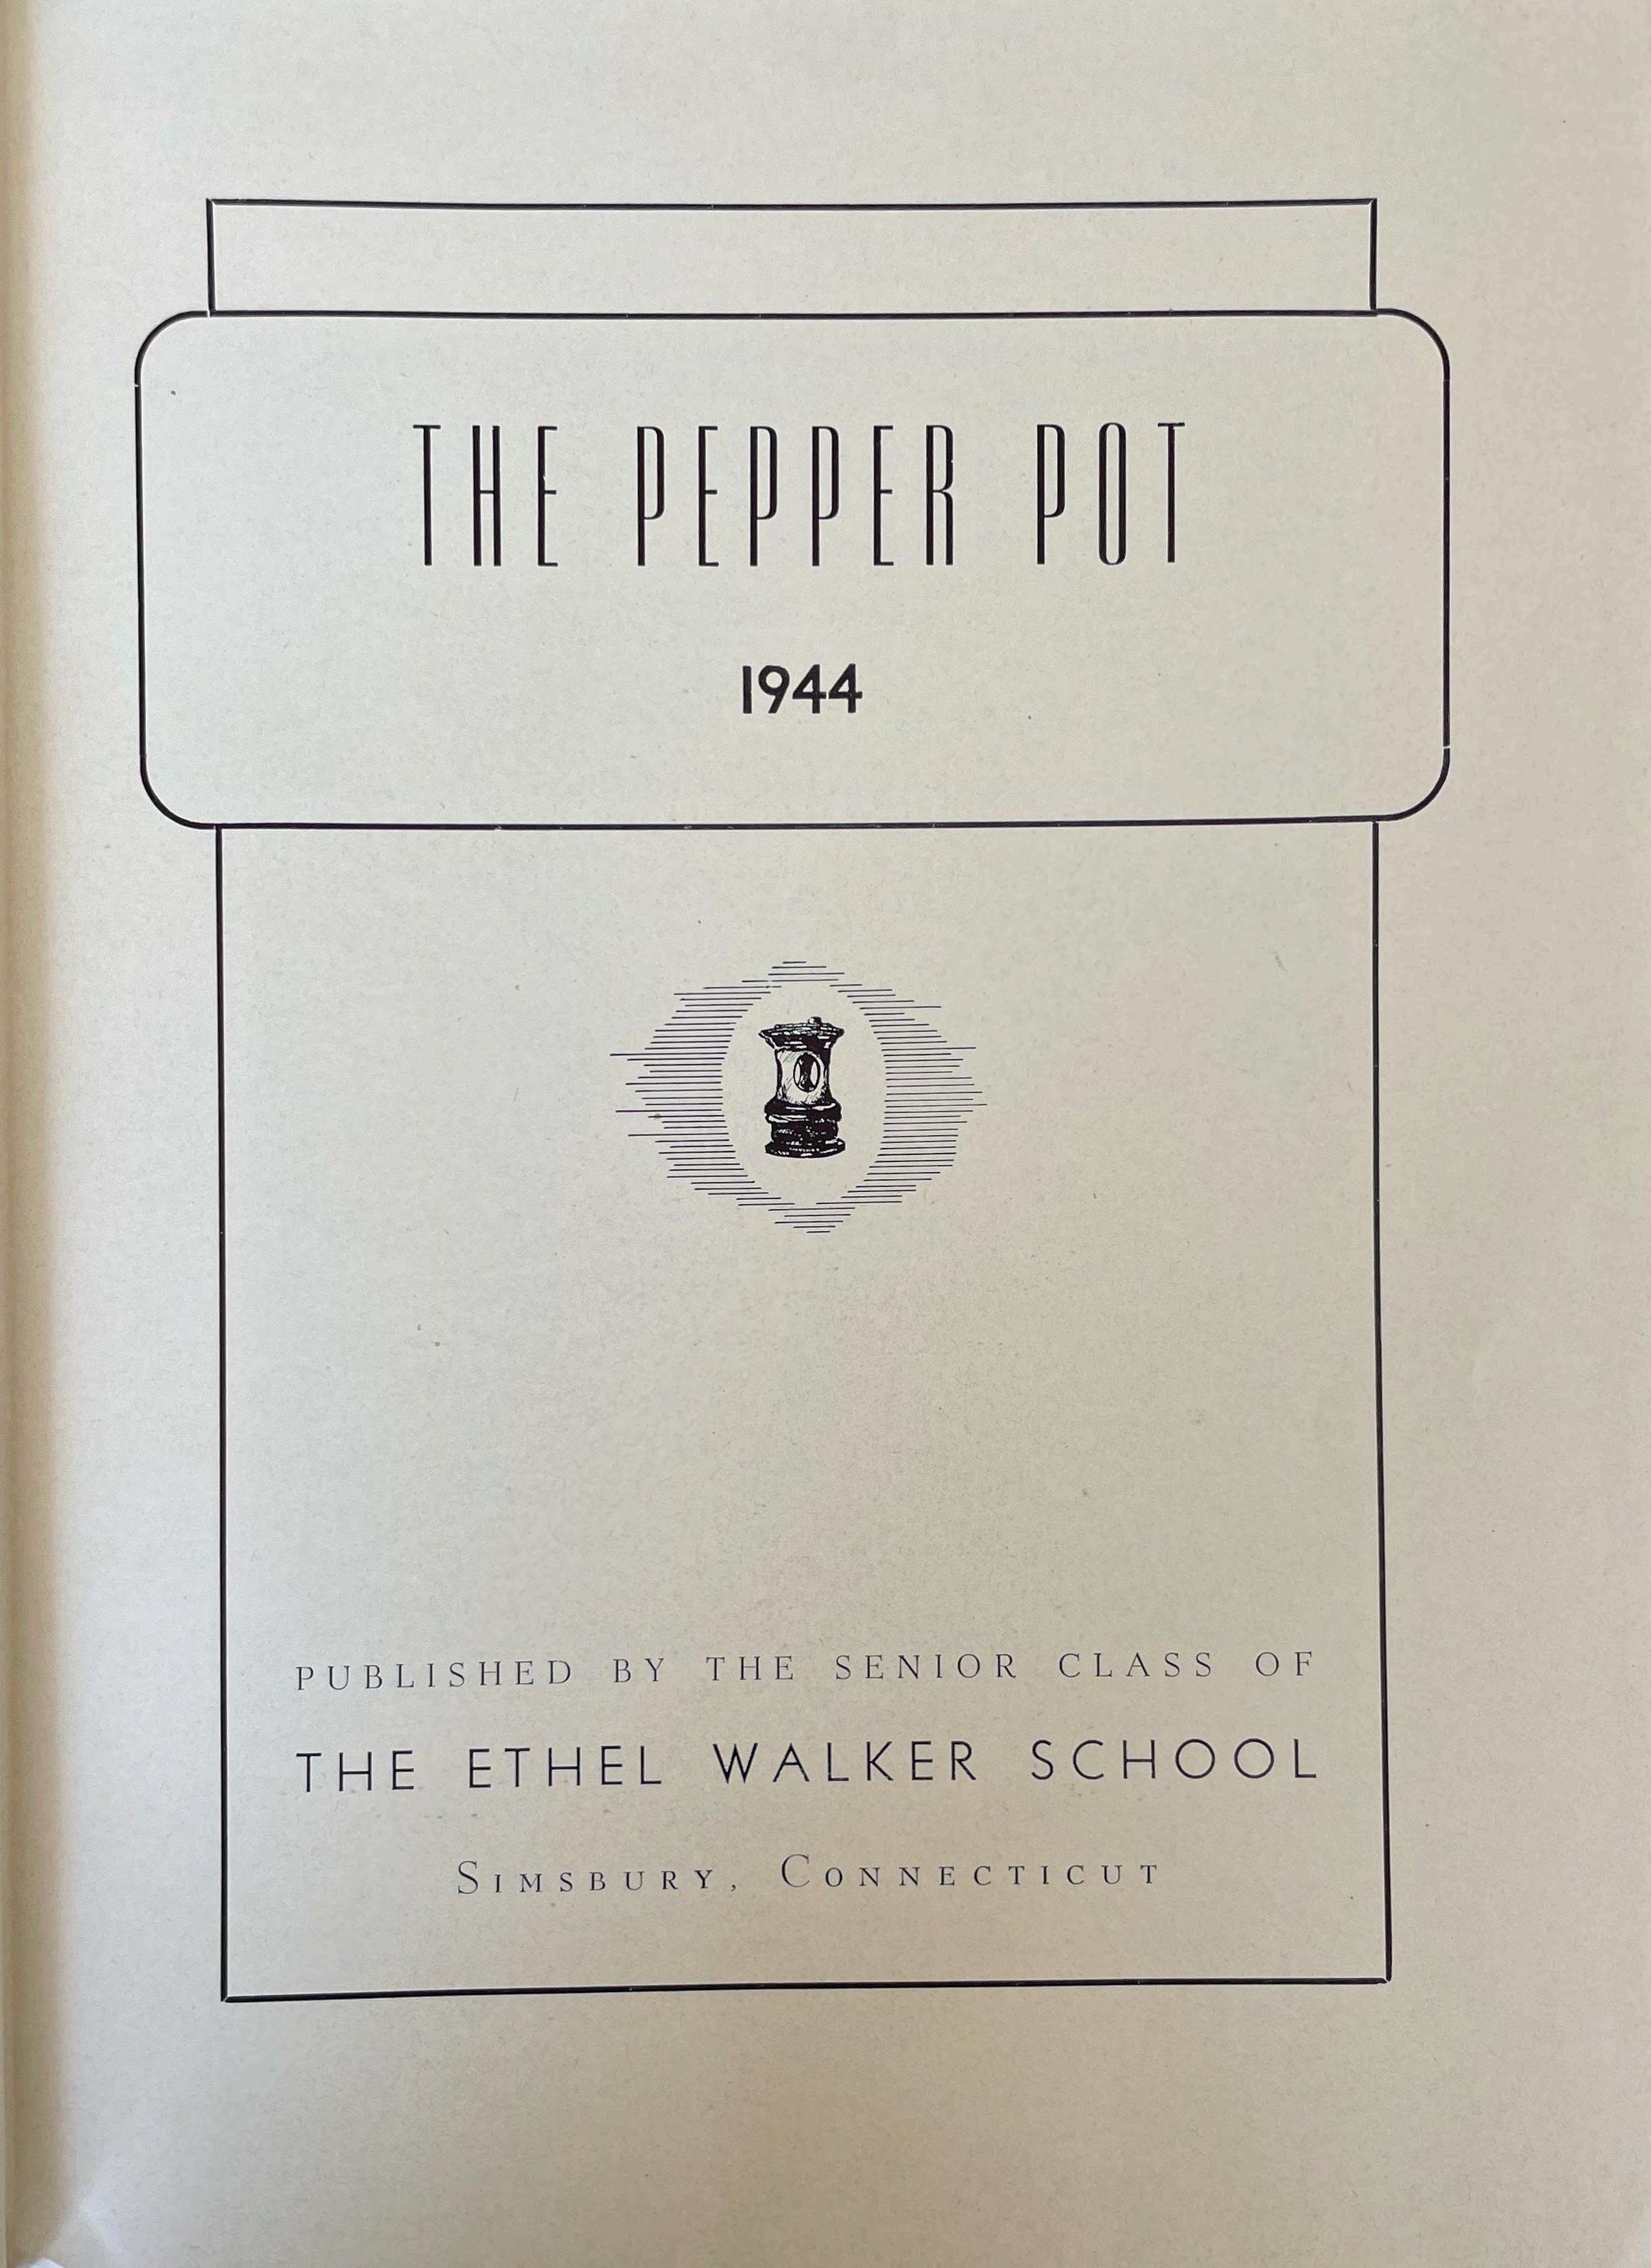 THE PEPPER POT
1944
PUBLISHED BY THE SENIOR CLASS OF
THE ETHEL WALKER SCHOOL
SIMSBURY, CONNECTICUT